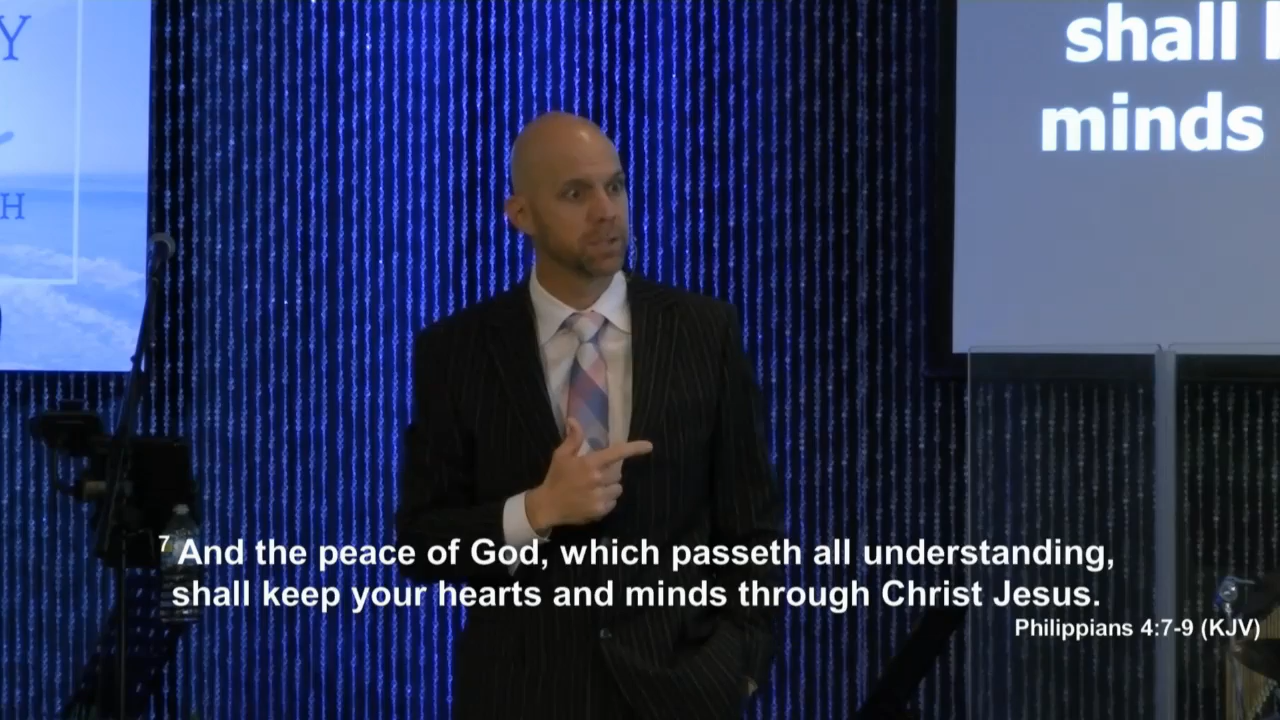 Y
H
shall
minds
7 And the peace of God, which passeth all understanding,
shall keep your hearts and minds through Christ Jesus.
Philippians 4:7-9 (KJV)